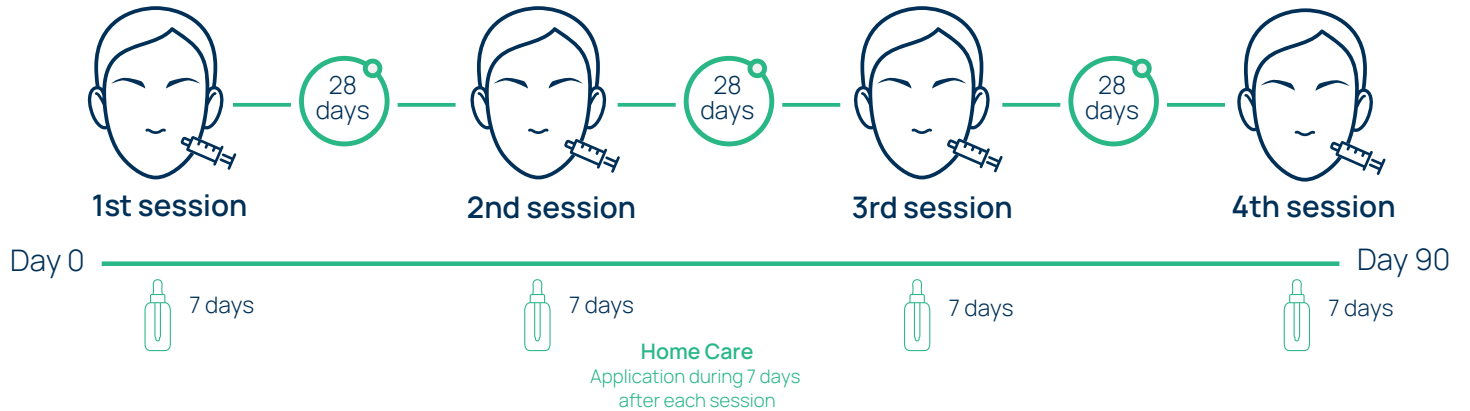 28
days
28
days
28
days
1st session
2nd session
3rd session
4th session
Day 0
Day 90
7 days
7 days
7 days
7 days
Home Care
Application during 7 days
after each session